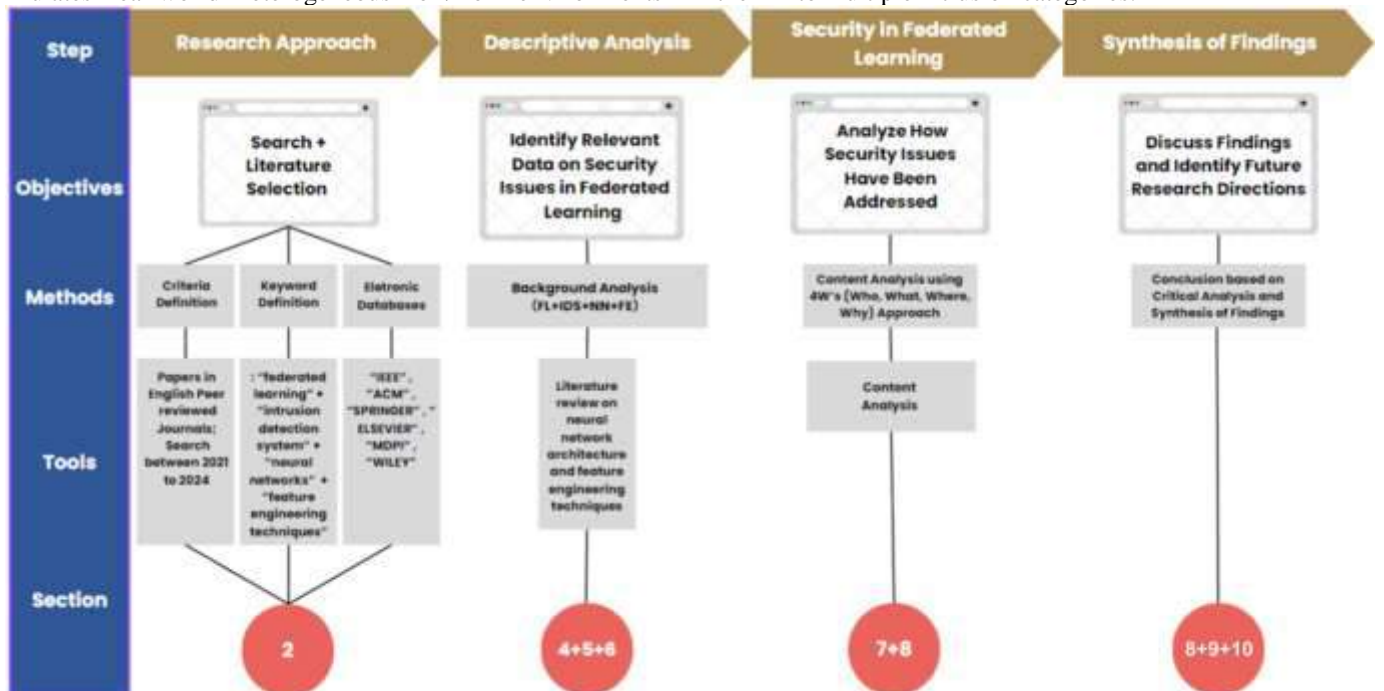 Step
Research Approach
Descriptive Analysis
Security in Federated
Learning
Synthesis of Findings
Objectives
Search +
Literature
Selection
Identify Relevant
Data on Security
Issues in Federated
Learning
Analyze How
Security Issues
Have Been
Addressed
Discuss Findings
and Identify Future
Research Directions
Methods
Criteria
Definition
Keyword
Definition
Eletronic
Databases
Background Analysis
(FL+IDS+NN+FE)
Content Analysis using
4W's (Who, What, Where,
Why) Approach
Conclusion based on
Critical Analysis and
Synthesis of Findings
Tools
Papers in
English Peer
reviewed
Journals;
Search
between 2021
to 2024
: "federated
learning" +
"intrusion
detection
system" +
"neural
networks" +
"feature
engineering
techniques"
"IEEE" ,
"ACM" ,
"SPRINGER" , "
ELSEVIER" ,
"MDPI" ,
"WILEY"
Literature
review on
neural
network
architecture
and feature
engineering
techniques
Content
Analysis
Section
2
4+5+6
7+8
8+9+10